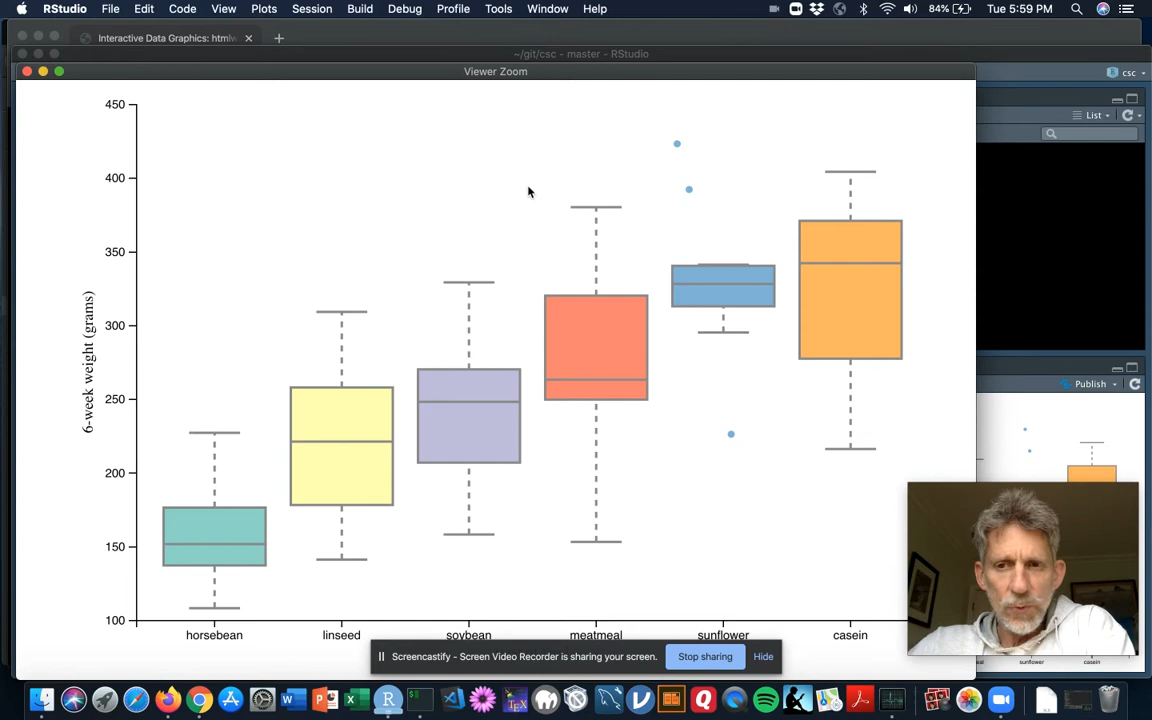 RStudio File Edit Code View Plots Session Build Debug Profile Tools Window Help 84% Tue 5:59 PM
Interactive Data Graphics: htmlw
~/git/csc - master - RStudio
Viewer Zoom
csc
List
450
400
350
300
250
200
150
100
6-week weight (grams)
horsebean linseed soybean meatmeal sunflower casein
Publish
sunflower casein
Screencastify - Screen Video Recorder is sharing your screen. Stop sharing Hide